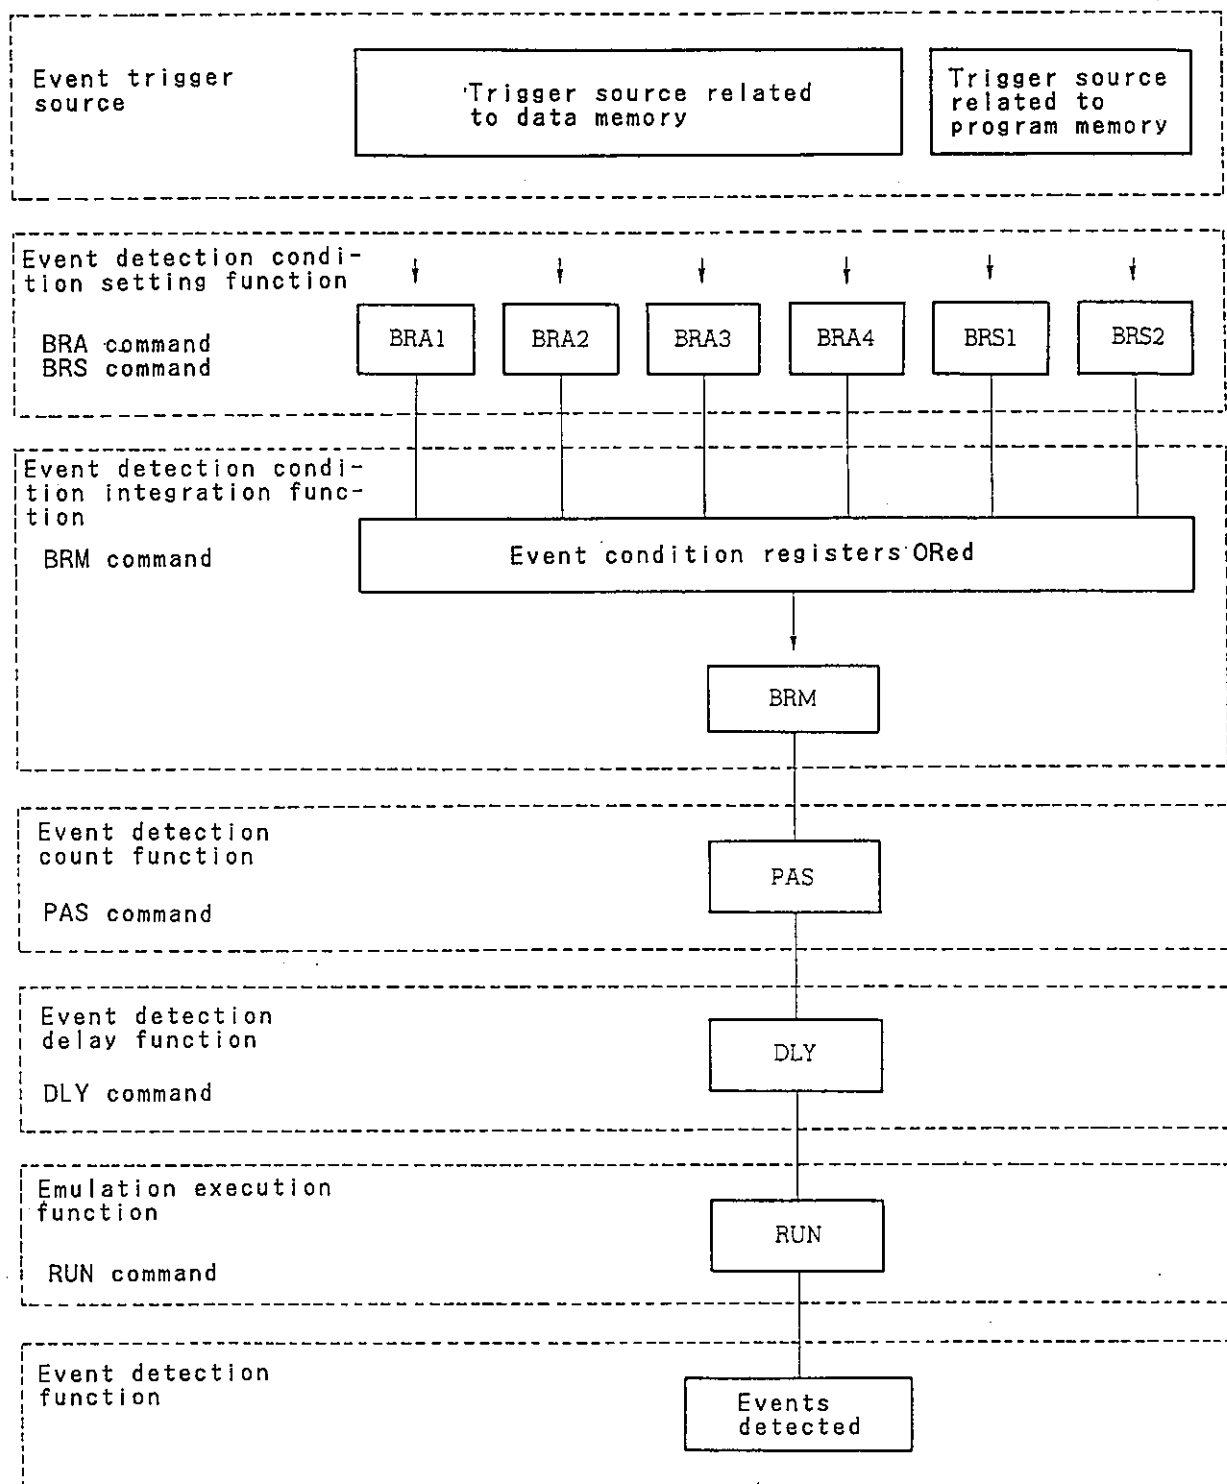 Event trigger
source
Trigger source related
to data memory
Trigger source
related to
program memory
Event detection condi-
tion setting function
BRA command
BRS command
BRA1
BRA2
BRA3
BRA4
BRS1
BRS2
Event detection condi-
tion integration func-
tion
BRM command
Event condition registers ORed
BRM
Event detection
count function
PAS command
PAS
Event detection
delay function
DLY command
DLY
Emulation execution
function
RUN command
RUN
Event detection
function
Events
detected